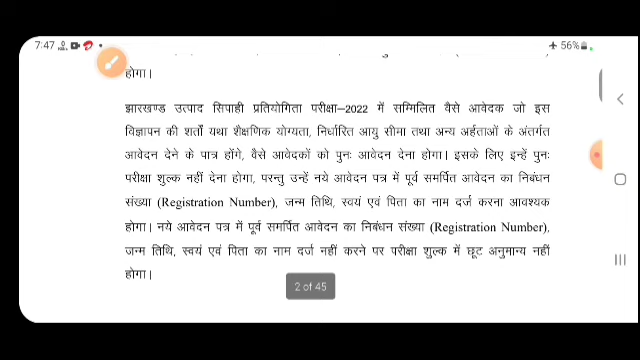 7:47
56%
होगा।
झारखण्ड उत्पाद सिपाही प्रतियोगिता परीक्षा–2022 में सम्मिलित वैसे आवेदक जो इस
विज्ञापन की शर्तों यथा शैक्षणिक योग्यता, निर्धारित आयु सीमा तथा अन्य अर्हताओं के अंतर्गत
आवेदन देने के पात्र होंगे, वैसे आवेदकों को पुनः आवेदन देना होगा। इसके लिए इन्हें पुनः
परीक्षा शुल्क नहीं देना होगा, परन्तु उन्हें नये आवेदन पत्र में पूर्व समर्पित आवेदन का निबंधन
संख्या (Registration Number), जन्म तिथि, स्वयं एवं पिता का नाम दर्ज करना आवश्यक
होगा। नये आवेदन पत्र में पूर्व समर्पित आवेदन का निबंधन संख्या (Registration Number),
जन्म तिथि, स्वयं एवं पिता का नाम दर्ज नहीं करने पर परीक्षा शुल्क में छूट अनुमान्य नहीं
होगा।
2 of 45